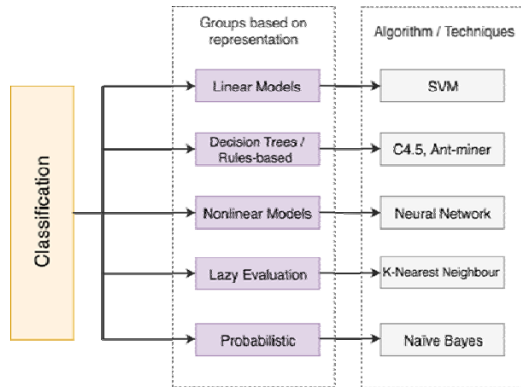 Groups based on
representation
Algorithm / Techniques
Classification
Linear Models
SVM
Decision Trees /
Rules-based
C4.5, Ant-miner
Nonlinear Models
Neural Network
Lazy Evaluation
K-Nearest Neighbour
Probabilistic
Naïve Bayes